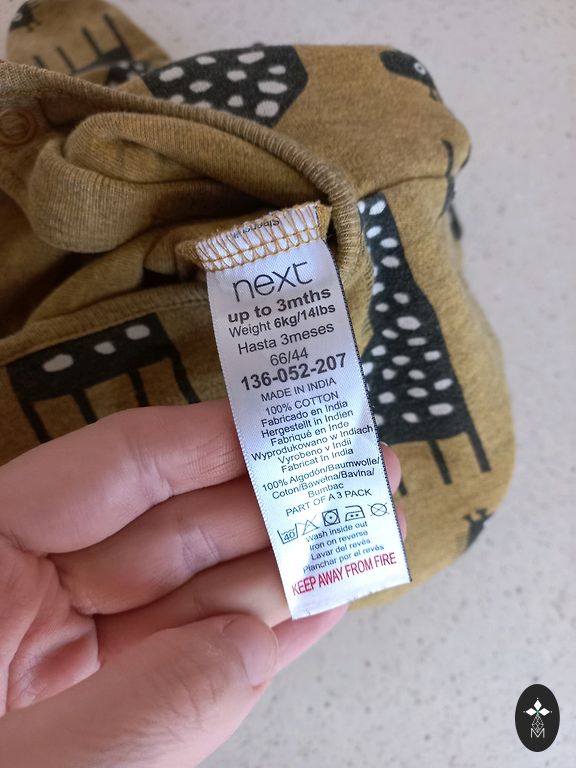 next
up to 3mths
Weight 6kg/14lbs
Hasta 3meses
66/44
136-052-207
MADE IN INDIA
100% COTTON
Fabricado en India
Hergestellt in Indien
Fabriqué en Inde
Wyprodukowano w Indiach
Vyrobeno v Indii
Fabricat în India
100% Algodón/Baumwolle/
Coton/Bawełna/Bavlna/
Bumbac
PART OF A 3 PACK
40
Wash inside out
Iron on reverse
Lavar del revés
Planchar por el revés
KEEP AWAY FROM FIRE
M